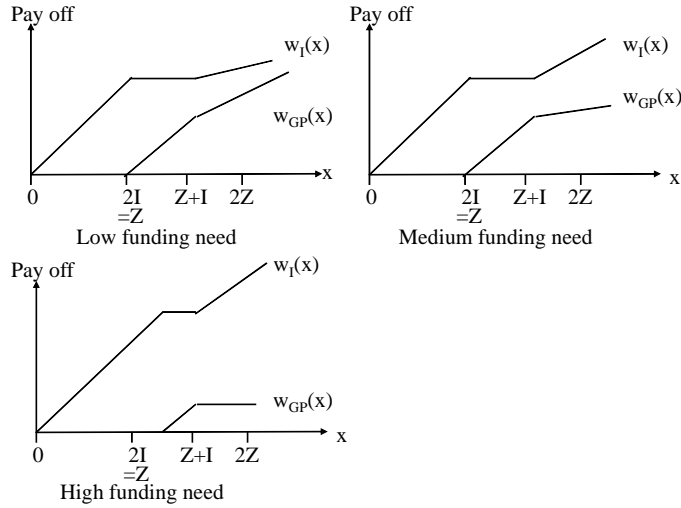 Pay off
w_I(x)
w_GP(x)
x
0
2I
=Z
Z+I
2Z
Low funding need
Pay off
w_I(x)
w_GP(x)
x
0
2I
=Z
Z+I
2Z
Medium funding need
Pay off
w_I(x)
w_GP(x)
x
0
2I
=Z
Z+I
2Z
High funding need